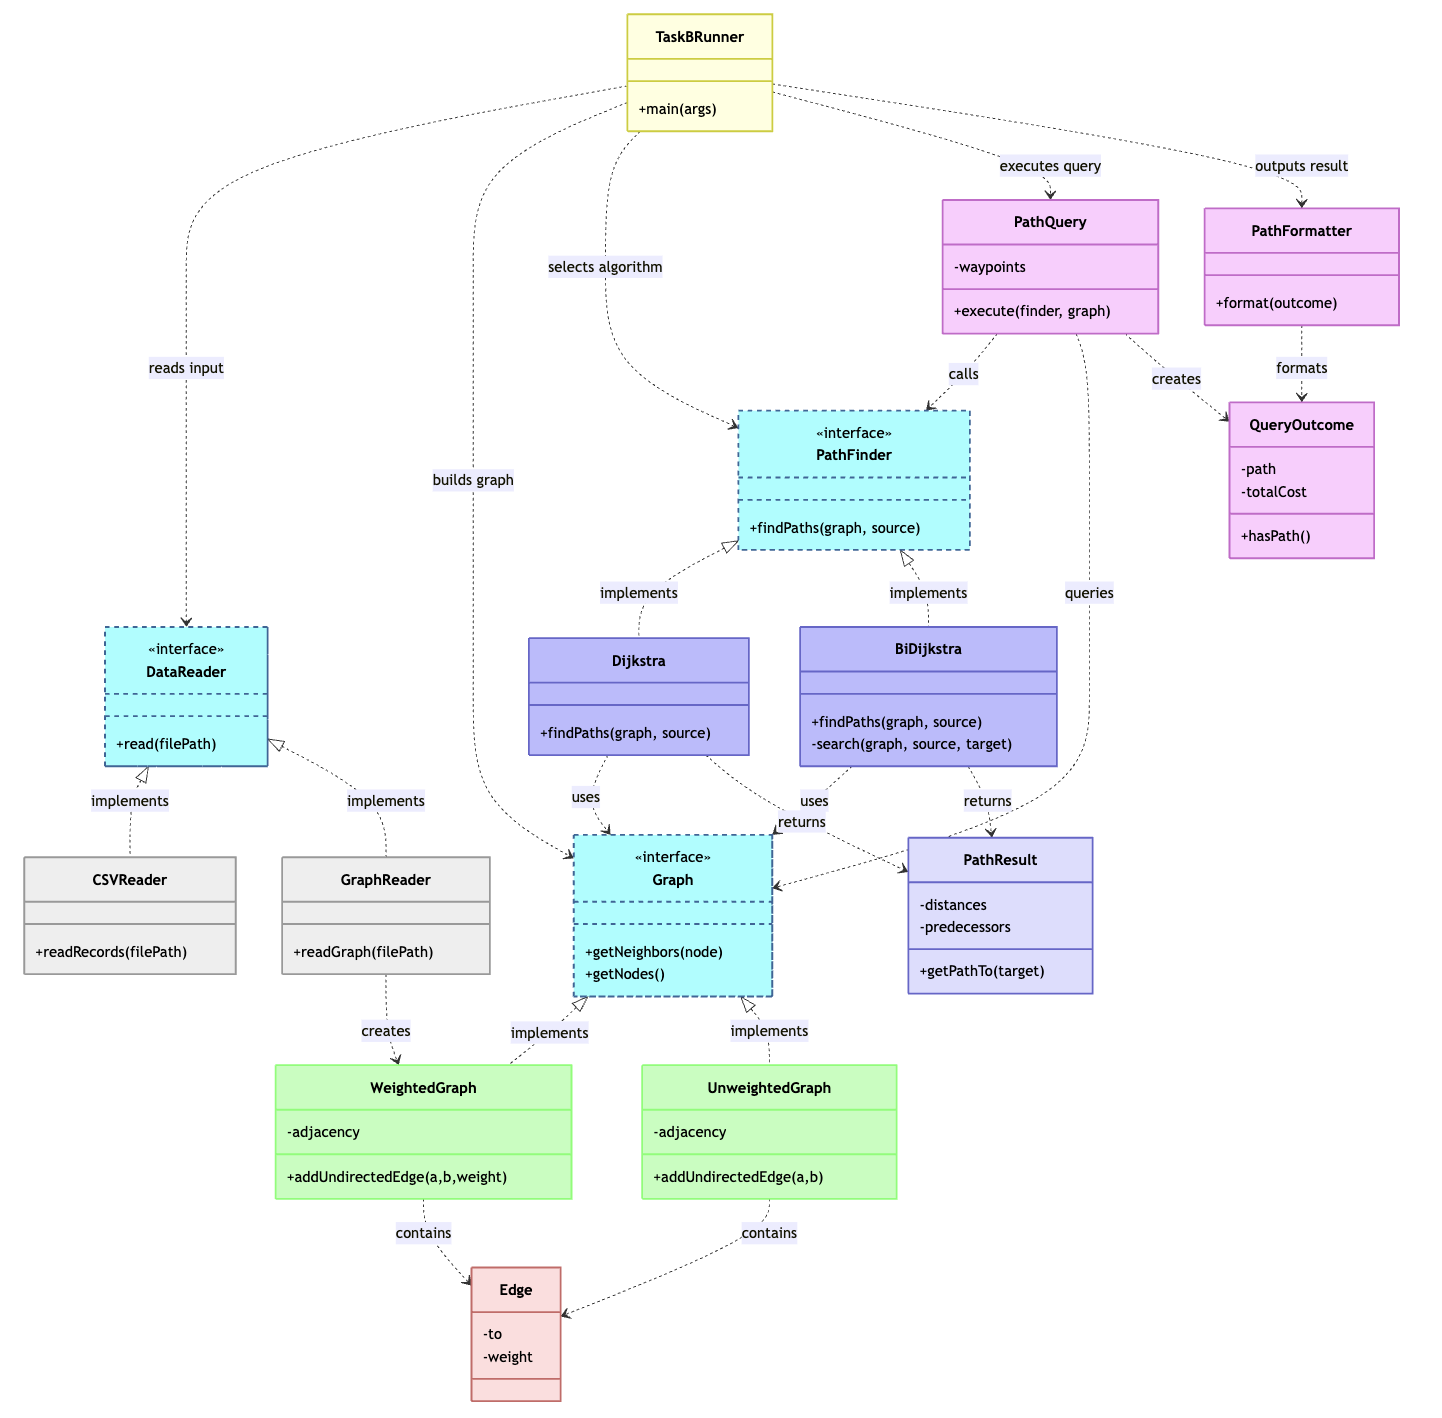 TaskBRunner
+main(args)
executes query
outputs result
PathQuery
-waypoints
+execute(finder, graph)
PathFormatter
+format(outcome)
selects algorithm
reads input
calls
creates
formats
«interface»
PathFinder
+findPaths(graph, source)
QueryOutcome
-path
-totalCost
+hasPath()
builds graph
implements
implements
queries
«interface»
DataReader
+read(filePath)
Dijkstra
+findPaths(graph, source)
BiDijkstra
+findPaths(graph, source)
-search(graph, source, target)
implements
implements
uses
uses
returns
returns
CSVReader
+readRecords(filePath)
GraphReader
+readGraph(filePath)
«interface»
Graph
+getNeighbors(node)
+getNodes()
PathResult
-distances
-predecessors
+getPathTo(target)
creates
implements
implements
WeightedGraph
-adjacency
+addUndirectedEdge(a,b,weight)
UnweightedGraph
-adjacency
+addUndirectedEdge(a,b)
contains
contains
Edge
-to
-weight